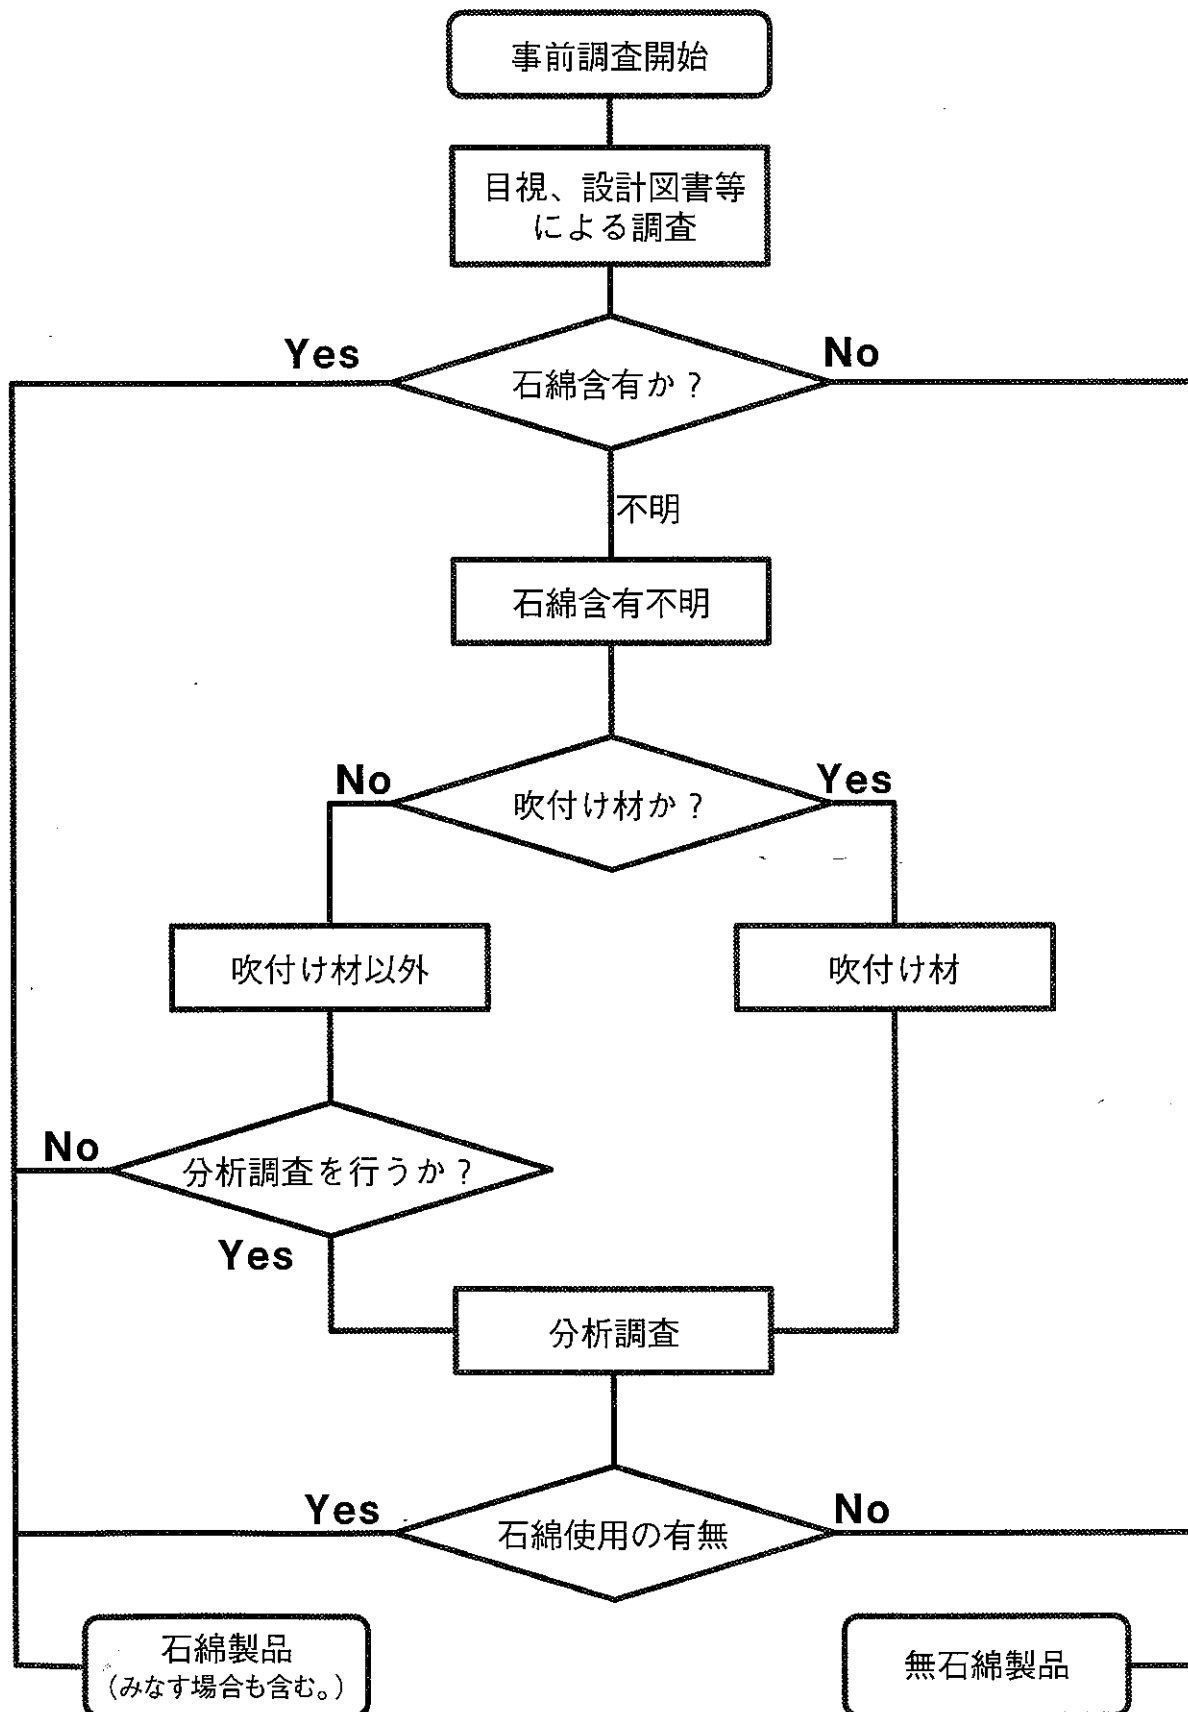 事前調査開始
目視、設計図書等
による調査
Yes
No
石綿含有か？
不明
石綿含有不明
No
Yes
吹付け材か？
吹付け材以外
吹付け材
No
分析調査を行うか？
Yes
分析調査
Yes
No
石綿使用の有無
石綿製品
（みなす場合も含む。）
無石綿製品